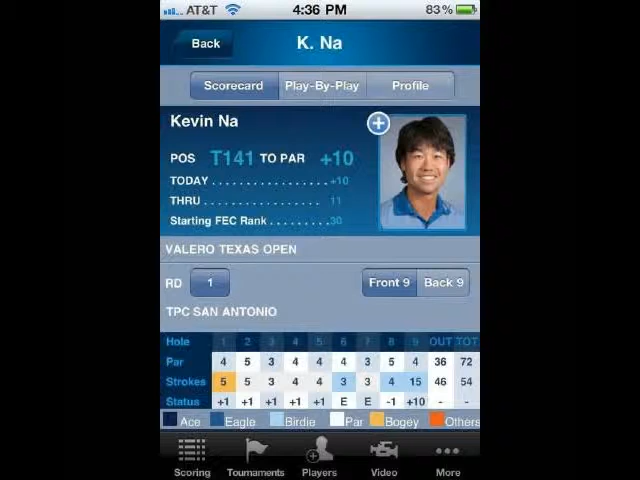 AT&T 4:36 PM 83%
Back K. Na
Scorecard Play-By-Play Profile
Kevin Na
POS T141 TO PAR +10
TODAY . . . . . . . . . . . . . . . . . +10
THRU . . . . . . . . . . . . . . . . . 11
Starting FEC Rank . . . . . . . . . 30
VALERO TEXAS OPEN
RD 1 Front 9 Back 9
TPC SAN ANTONIO
Hole 1 2 3 4 5 6 7 8 9 OUT TOT
Par 4 5 3 4 4 4 3 5 4 36 72
Strokes 5 5 3 4 4 3 3 4 15 46 54
Status +1 +1 +1 +1 +1 E E -1 +10 - -
Ace Eagle Birdie Par Bogey Others
Scoring Tournaments Players Video More